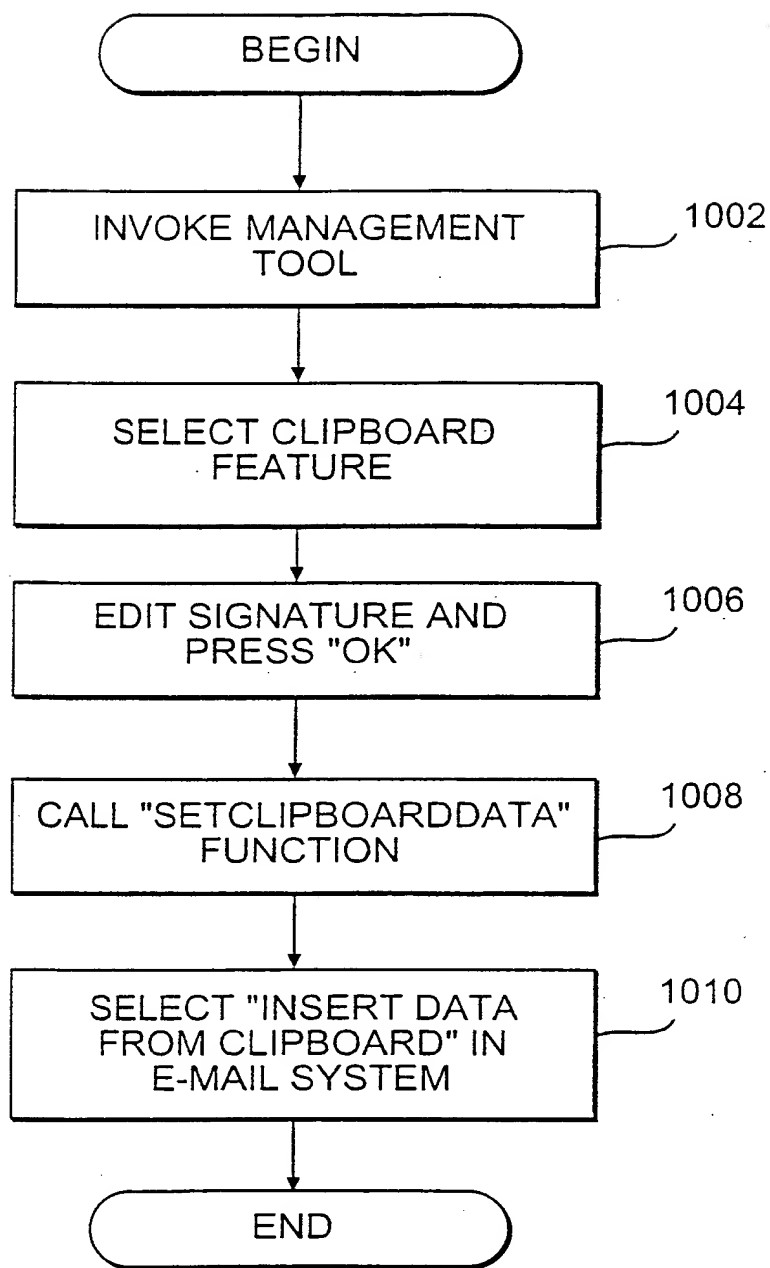 BEGIN
INVOKE MANAGEMENT
TOOL
1002
SELECT CLIPBOARD
FEATURE
1004
EDIT SIGNATURE AND
PRESS "OK"
1006
CALL "SETCLIPBOARDDATA"
FUNCTION
1008
SELECT "INSERT DATA
FROM CLIPBOARD" IN
E-MAIL SYSTEM
1010
END